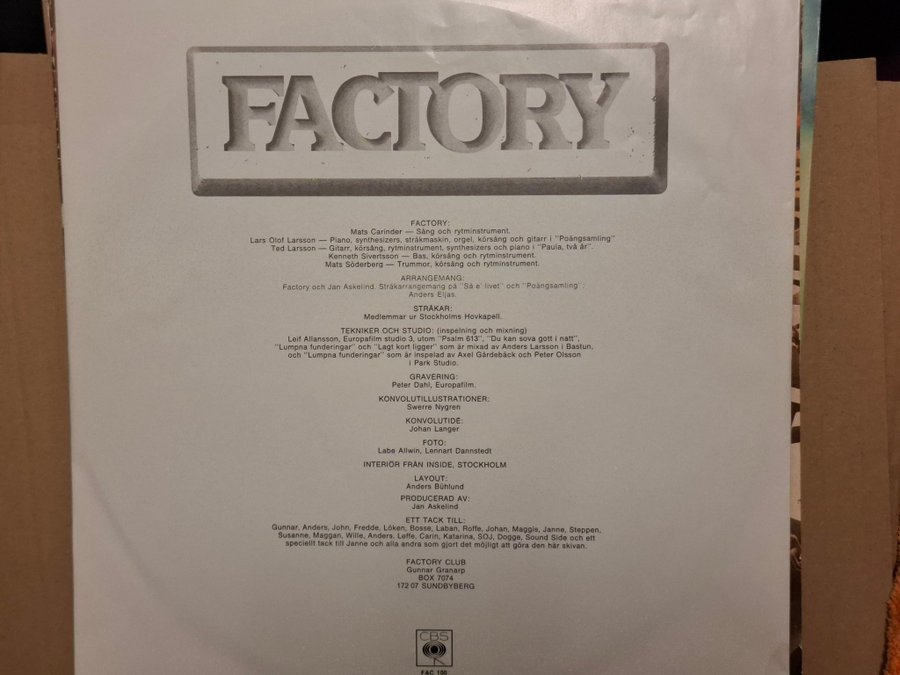 FACTORY
FACTORY:
Mats Carinder — Sång och rytminstrument.
Lars Olof Larsson — Piano, synthesizers, stråkmaskin, orgel, körsång och gitarr i "Poängsamling"
Ted Larsson — Gitarr, körsång, rytminstrument, synthesizers och piano i "Paula, två år".
Kenneth Sivertsson — Bas, körsång och rytminstrument.
Mats Söderberg — Trummor, körsång och rytminstrument.
ARRANGEMANG:
Factory och Jan Askelind. Stråkarrangemang på "Så e' livet" och "Poängsamling":
Anders Eljas.
STRÅKAR:
Medlemmar ur Stockholms Hovkapell.
TEKNIKER OCH STUDIO: (inspelning och mixning)
Leif Allansson, Europafilm studio 3, utom "Psalm 613", "Du kan sova gott i natt",
"Lumpna funderingar" och "Lagt kort ligger" som är mixad av Anders Larsson i Bastun,
och "Lumpna funderingar" som är inspelad av Axel Gårdebäck och Peter Olsson
i Park Studio.
GRAVERING:
Peter Dahl, Europafilm.
KONVOLUTILLUSTRATIONER:
Swerre Nygren
KONVOLUTIDÉ:
Johan Langer
FOTO:
Labe Allwin, Lennart Dannstedt
INTERIÖR FRÅN INSIDE, STOCKHOLM
LAYOUT:
Anders Bühlund
PRODUCERAD AV:
Jan Askelind
ETT TACK TILL:
Gunnar, Anders, John, Fredde, Löken, Bosse, Laban, Roffe, Johan, Maggis, Janne, Steppen,
Susanne, Maggan, Wille, Anders, Leffe, Carin, Katarina, SOJ, Dogge, Sound Side och ett
speciellt tack till Janne och alla andra som gjort det möjligt att göra den här skivan.
FACTORY CLUB
Gunnar Granarp
BOX 7074
172 07 SUNDBYBERG
CBS
FAC 100